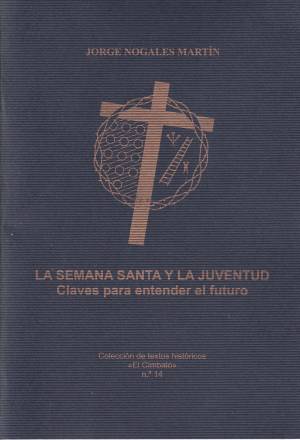 JORGE NOGALES MARTÍN
LA SEMANA SANTA Y LA JUVENTUD
Claves para entender el futuro
Colección de textos históricos
«El Cimbalo»
n.º 14